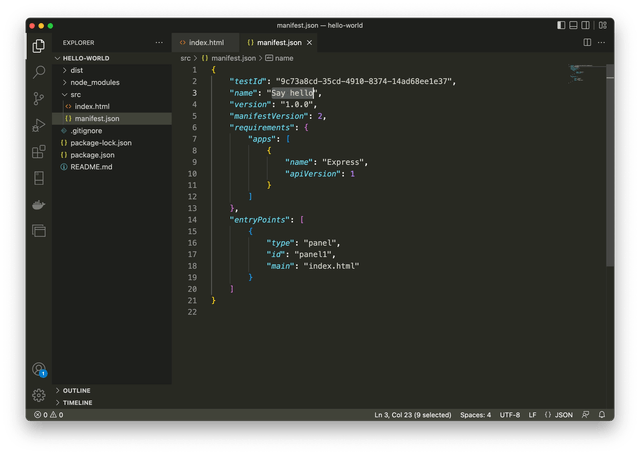 manifest.json — hello-world
EXPLORER
HELLO-WORLD
dist
node_modules
src
index.html
manifest.json
.gitignore
package-lock.json
package.json
README.md
OUTLINE
TIMELINE
index.html
manifest.json
src > manifest.json > name
1 {
2 "testId": "9c73a8cd-35cd-4910-8374-14ad68ee1e37",
3 "name": "Say hello",
4 "version": "1.0.0",
5 "manifestVersion": 2,
6 "requirements": {
7 "apps": [
8 {
9 "name": "Express",
10 "apiVersion": 1
11 }
12 ]
13 },
14 "entryPoints": [
15 {
16 "type": "panel",
17 "id": "panel1",
18 "main": "index.html"
19 }
20 ]
21 }
22
1
0 0
Ln 3, Col 23 (9 selected) Spaces: 4 UTF-8 LF {} JSON